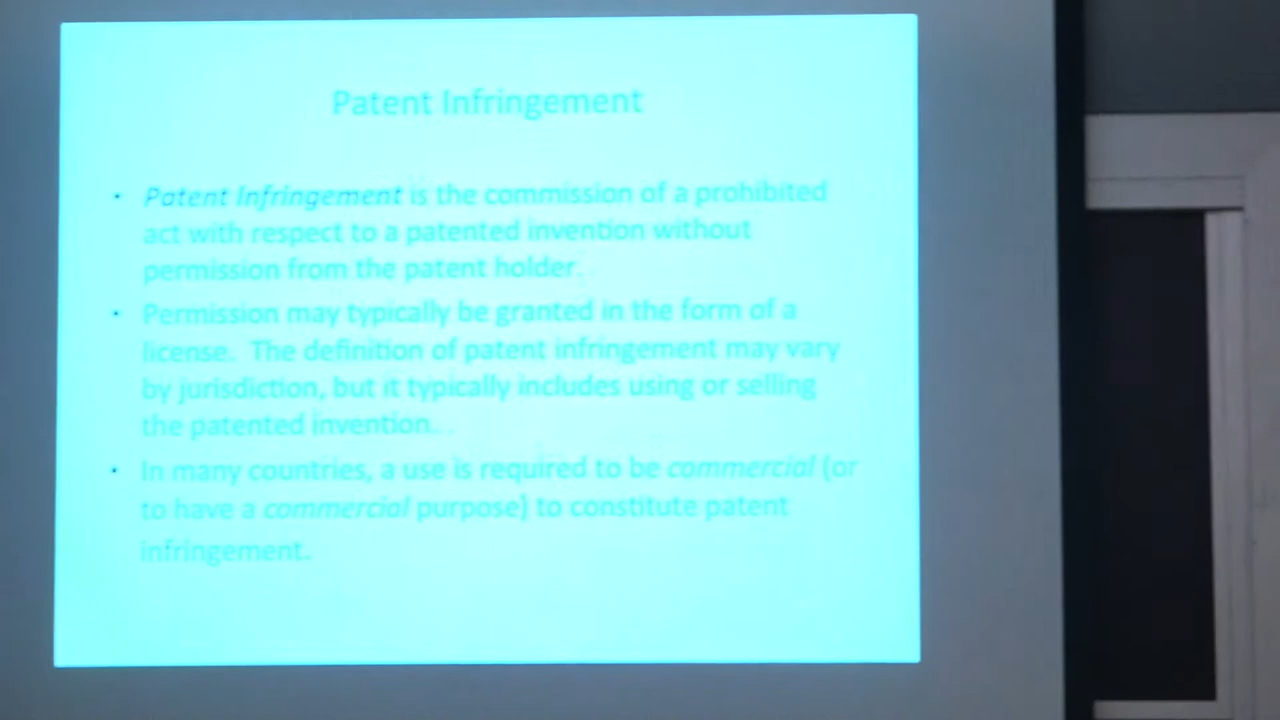 Patent Infringement
• Patent Infringement is the commission of a prohibited
act with respect to a patented invention without
permission from the patent holder.
• Permission may typically be granted in the form of a
license. The definition of patent infringement may vary
by jurisdiction, but it typically includes using or selling
the patented invention. .
• In many countries, a use is required to be commercial (or
to have a commercial purpose) to constitute patent
infringement.